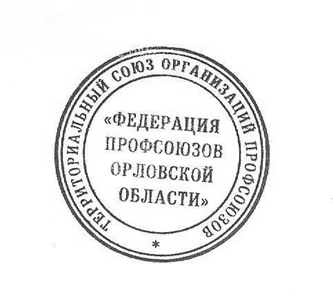 ТЕРРИТОРИАЛЬНЫЙ СОЮЗ ОРГАНИЗАЦИЙ ПРОФСОЮЗОВ
«ФЕДЕРАЦИЯ
ПРОФСОЮЗОВ
ОРЛОВСКОЙ
ОБЛАСТИ»
*